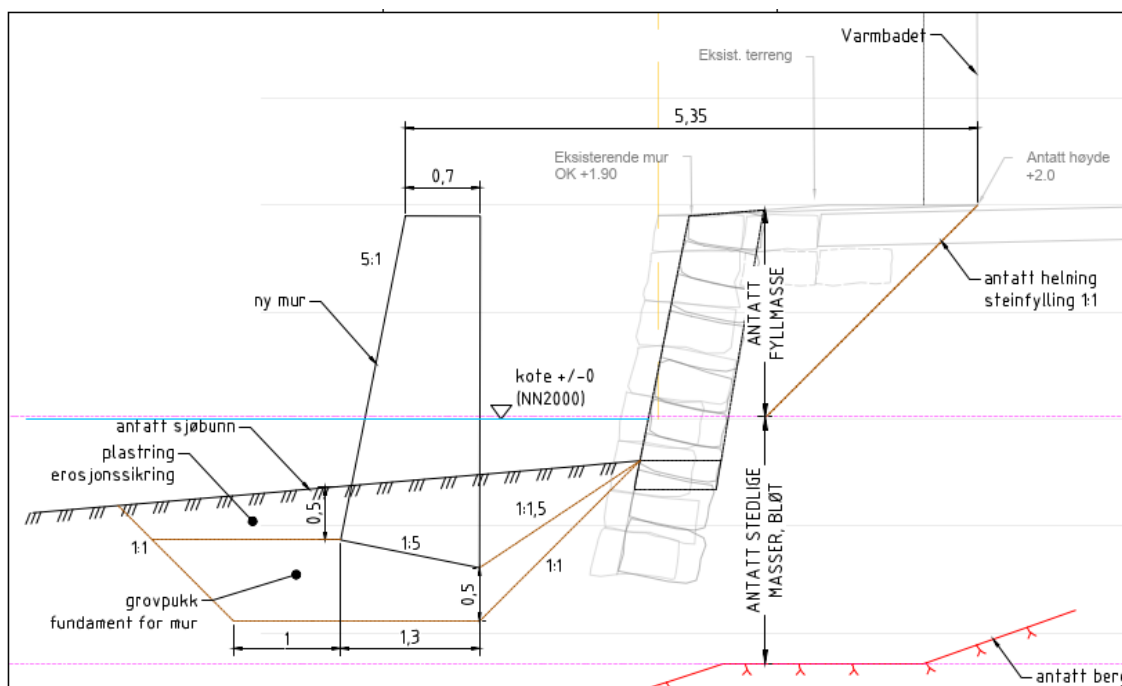 Varmbadet
Eksist. terreng
5,35
Eksisterende mur
OK +1.90
Antatt høyde
+2.0
0,7
5:1
ny mur
ANTATT
FYLLMASSE
antatt helning
steinfylling 1:1
kote +/-0
(NN2000)
antatt sjøbunn
plastring
erosjonssikring
0,5
1:1
1:5
1:1,5
1:1
0,5
ANTATT STEDLIGE
MASSER, BLØT
grovpukk
fundament for mur
1
1,3
antatt berg